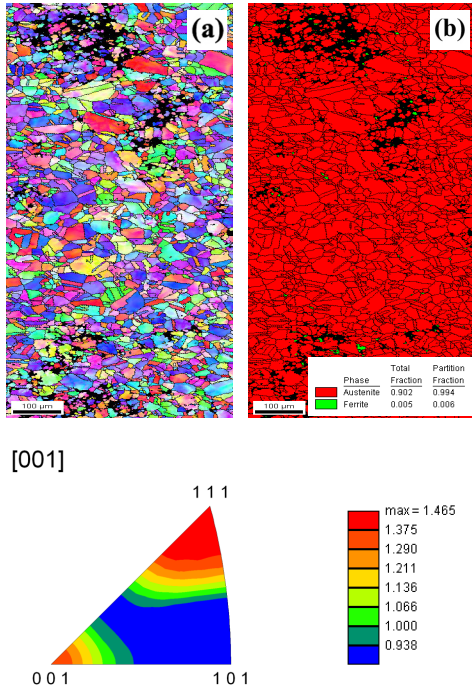 (a)
(b)
100 µm
100 µm
Total Partition
Phase Fraction Fraction
Austenite 0.902 0.994
Ferrite 0.005 0.006
[001]
1 1 1
0 0 1
1 0 1
max = 1.465
1.375
1.290
1.211
1.136
1.066
1.000
0.938